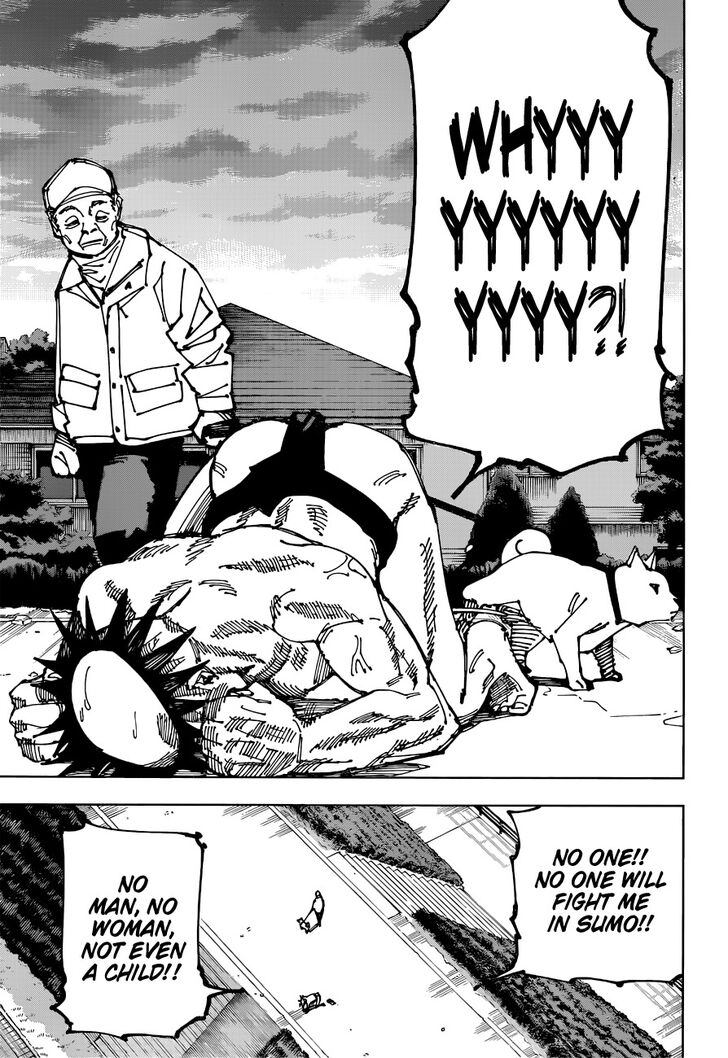 WHYYY
YYYYYY
YYYY?!
NO ONE!!
NO ONE WILL
FIGHT ME
IN SUMO!!
NO
MAN, NO
WOMAN,
NOT EVEN
A CHILD!!